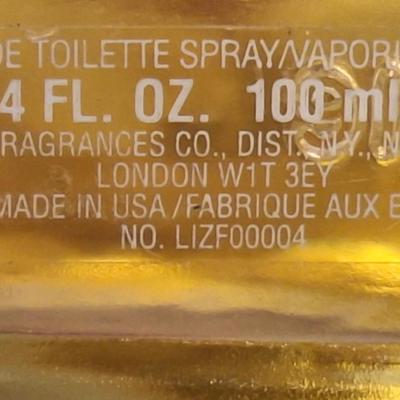 DE TOILETTE SPRAY/VAPORI
4 FL. OZ. 100 ml
RAGRANCES CO., DIST., N.Y., N
LONDON W1T 3EY
MADE IN USA/FABRIQUE AUX E
NO. LIZF00004